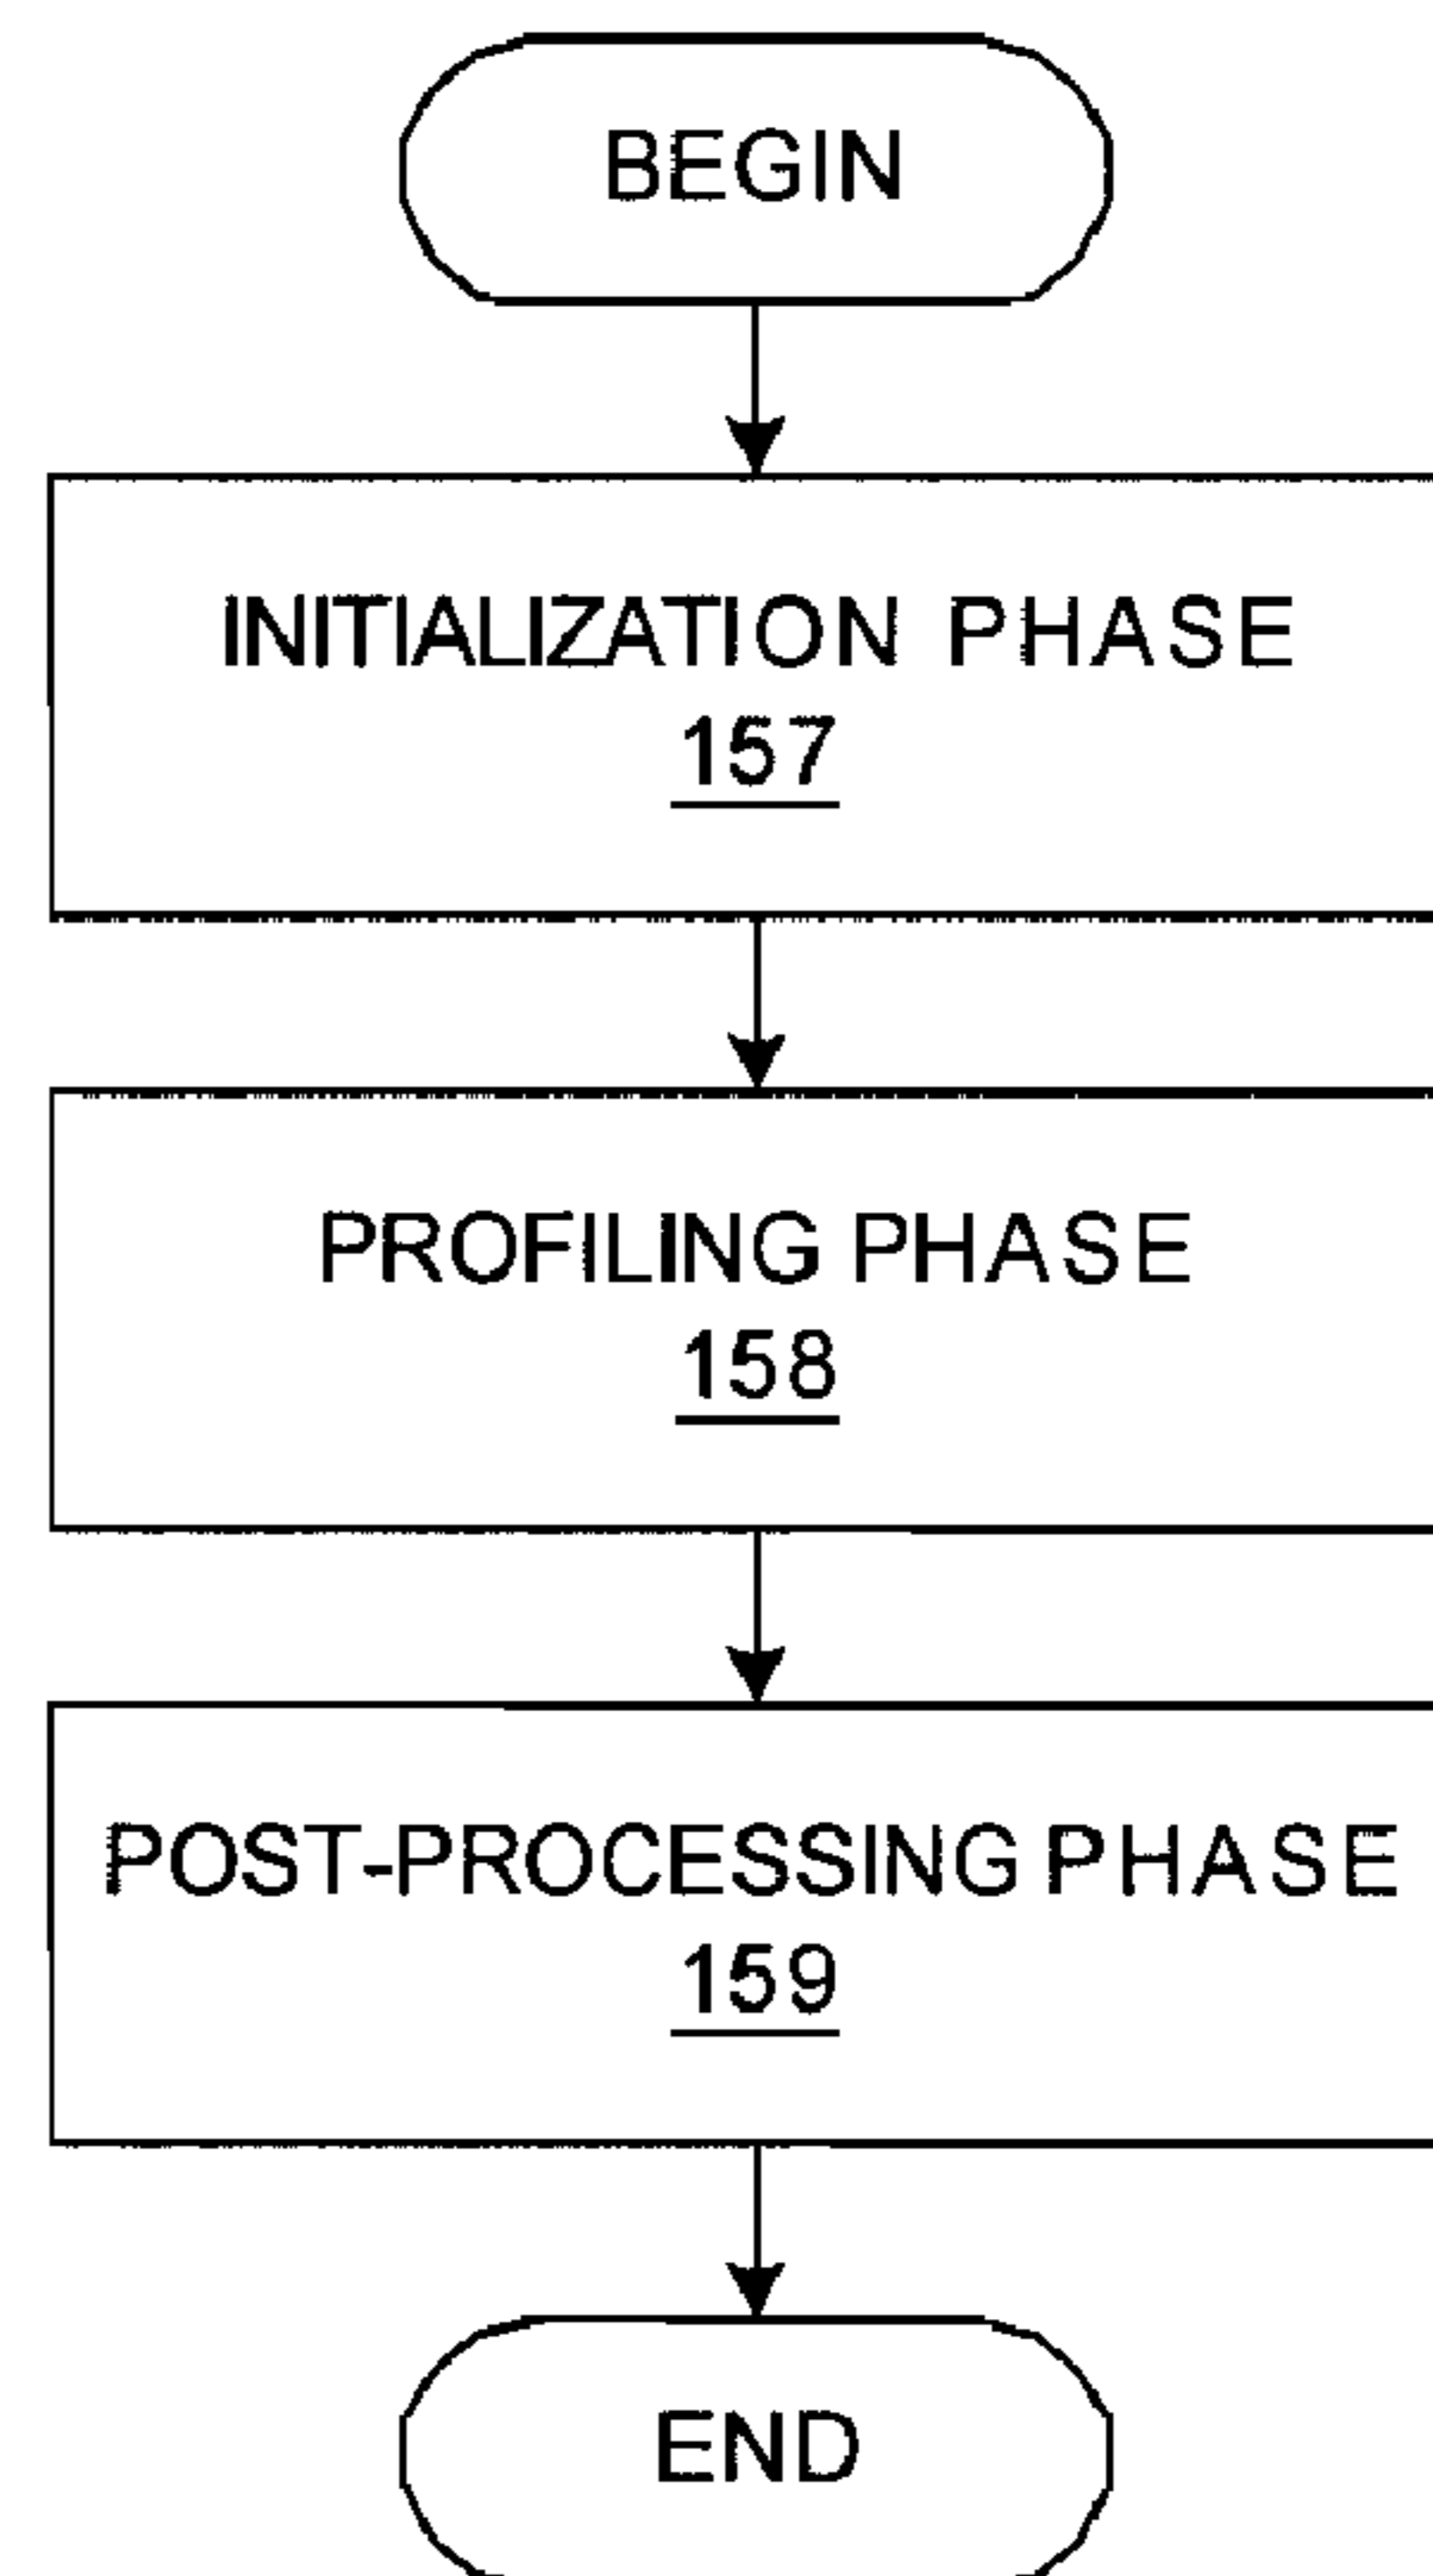 BEGIN
INITIALIZATION PHASE
157
PROFILING PHASE
158
POST-PROCESSING PHASE
159
END